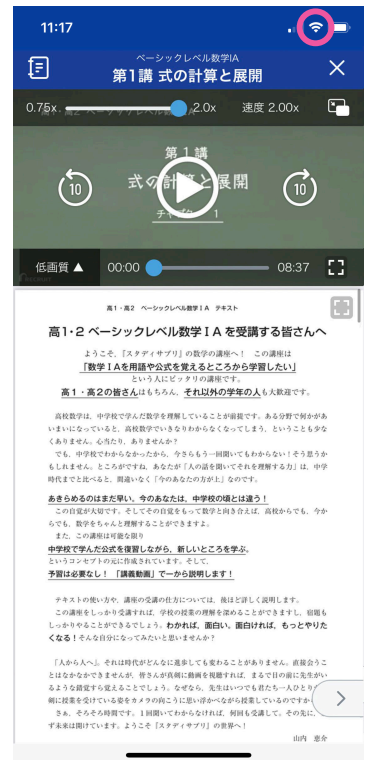 11:17
ベーシックレベル数学IA
第1講 式の計算と展開
0.75x
2.0x
速度 2.00x
第1講
式の計算と展開
チャプター 1
10
10
低画質 ▲
00:00
08:37
高1・高2 ベーシックレベル数学ⅠA テキスト
高1・2 ベーシックレベル数学ⅠAを受講する皆さんへ
ようこそ、『スタディサプリ』の数学の講座へ! この講座は
「数学ⅠAを用語や公式を覚えるところから学習したい」
という人にピッタリの講座です。
高1・高2の皆さんはもちろん、それ以外の学年の人も大歓迎です。
高校数学は、中学校で学んだ数学を理解していることが前提です。ある分野で何かがあ
いまいになっていると、高校数学でいきなりわからなくなってしまう、ということも少な
くありません。心当たり、ありませんか?
でも、中学校でわからなかったから、今さらもう一回聞いてもわからない!そう思うか
もしれません。ところがですね、あなたが「人の話を聞いてそれを理解する力」は、中学
時代までと比べると、間違いなく「今のあなたの方が上」なのです。
あきらめるのはまだ早い。今のあなたは、中学校の頃とは違う!
この自覚が大切です。そしてその自覚をもって数学と向き合えば、高校からでも、今か
らでも、数学をちゃんと理解することができますよ。
また、この講座は可能な限り
中学校で学んだ公式を復習しながら、新しいところを学ぶ。
というコンセプトの元に作成されています。そして、
予習は必要なし! 「講義動画」で一から説明します!
テキストの使い方や、講座の受講の仕方については、後ほど詳しく説明します。
この講座をしっかり受講すれば、学校の授業の理解を深めることができますし、宿題も
しっかりやることができるでしょう。わかれば、面白い。面白ければ、もっとやりた
くなる!そんな自分になってみたいと思いませんか?
「人から人へ」。それは時代がどんなに進歩しても変わることがありません。直接会うこ
とはなかなかできませんが、皆さんが真剣に動画を視聴すれば、まるで目の前に先生がい
るような錯覚すら覚えることでしょう。なぜなら、先生はいつでも君たち一人ひとりが
剣に授業を受けている姿をカメラの向こうに思い浮かべながら授業しているのですか
さぁ、そろそろ時間です。1回聞いてわからなければ、何回も受講して。その先に、
ず未来は開けています。ようこそ『スタディサプリ』の世界へ!
山内 恵介